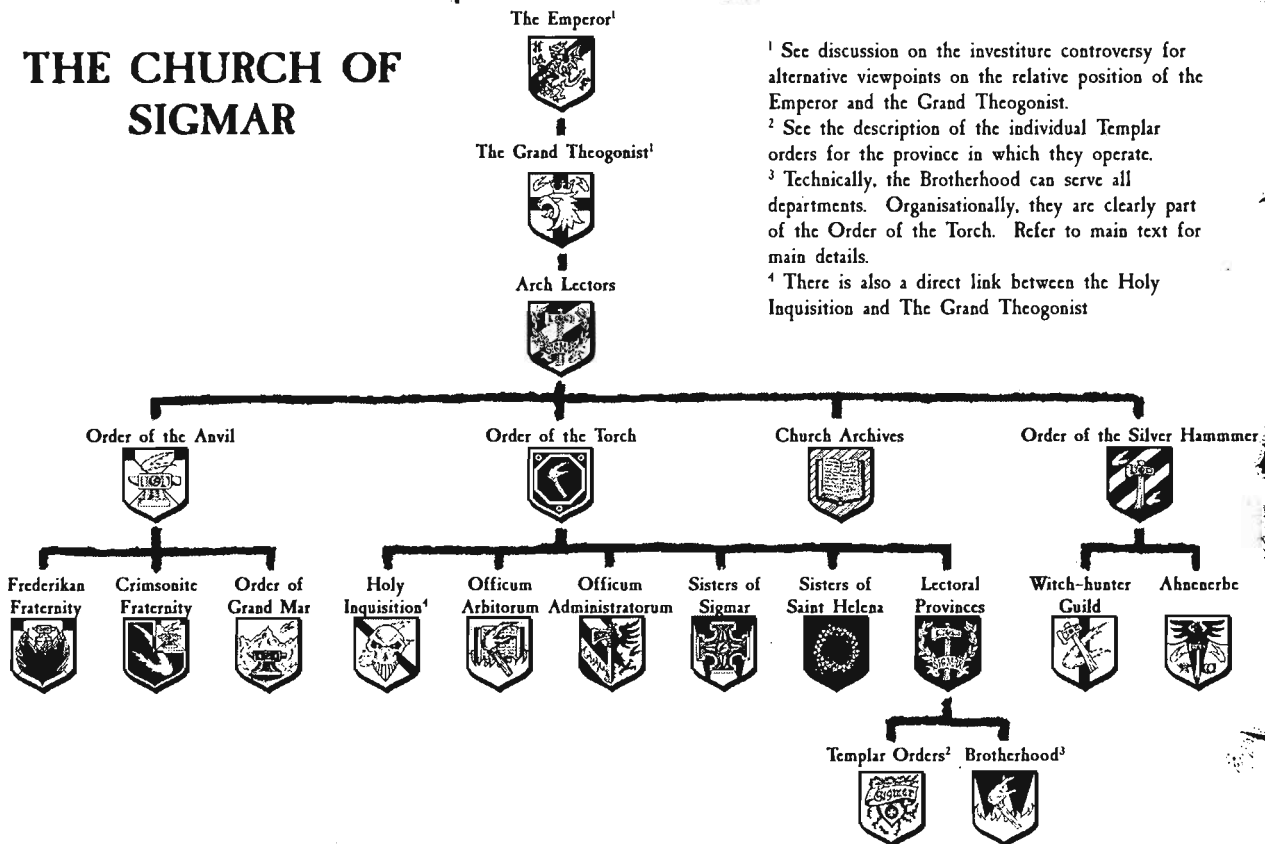 THE CHURCH OF
SIGMAR
The Emperor¹
The Grand Theogonist¹
Arch Lectors
¹ See discussion on the investiture controversy for
alternative viewpoints on the relative position of the
Emperor and the Grand Theogonist.
² See the description of the individual Templar
orders for the province in which they operate.
³ Technically, the Brotherhood can serve all
departments. Organisationally, they are clearly part
of the Order of the Torch. Refer to main text for
main details.
⁴ There is also a direct link between the Holy
Inquisition and The Grand Theogonist
Order of the Anvil
Order of the Torch
Church Archives
Order of the Silver Hammmer
Frederikan
Fraternity
Crimsonite
Fraternity
Order of
Grand Mar
Holy
Inquisition⁴
Officum
Arbitorum
Officum
Administratorum
Sisters of
Sigmar
Sisters of
Saint Helena
Lectoral
Provinces
SIGMAR
Witch-hunter
Guild
Ahnenerbe
Templar Orders²
Sigmar
Brotherhood³